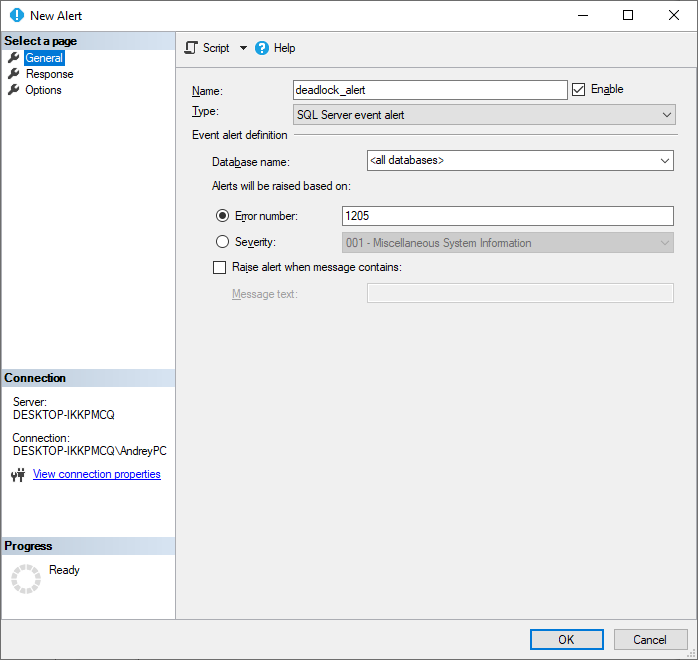 New Alert
Select a page
General
Response
Options
Script
Help
Name:
deadlock_alert
Enable
Type:
SQL Server event alert
Event alert definition
Database name:
<all databases>
Alerts will be raised based on:
Error number:
1205
Severity:
001 - Miscellaneous System Information
Raise alert when message contains:
Message text:
Connection
Server:
DESKTOP-IKKPMCQ
Connection:
DESKTOP-IKKPMCQ\AndreyPC
View connection properties
Progress
Ready
OK
Cancel